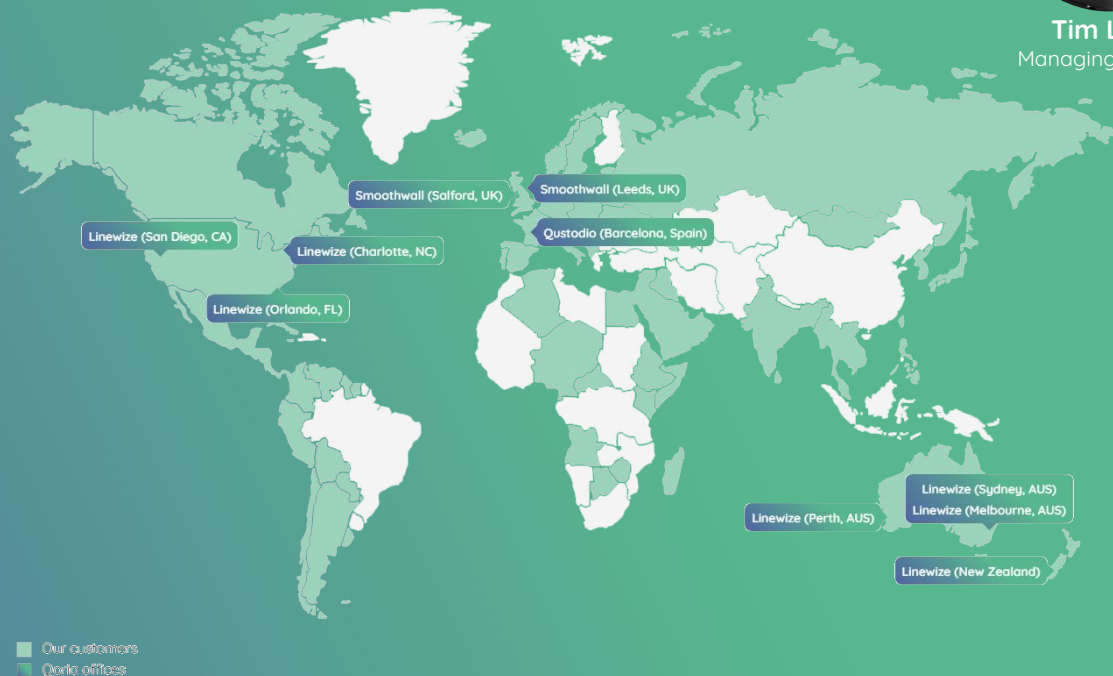 Tim L
Managing
Smoothwall (Salford, UK)
Smoothwall (Leeds, UK)
Linewize (San Diego, CA)
Linewize (Charlotte, NC)
Qustodio (Barcelona, Spain)
Linewize (Orlando, FL)
Linewize (Sydney, AUS)
Linewize (Melbourne, AUS)
Linewize (Perth, AUS)
Linewize (New Zealand)
Our customers
Qoria offices